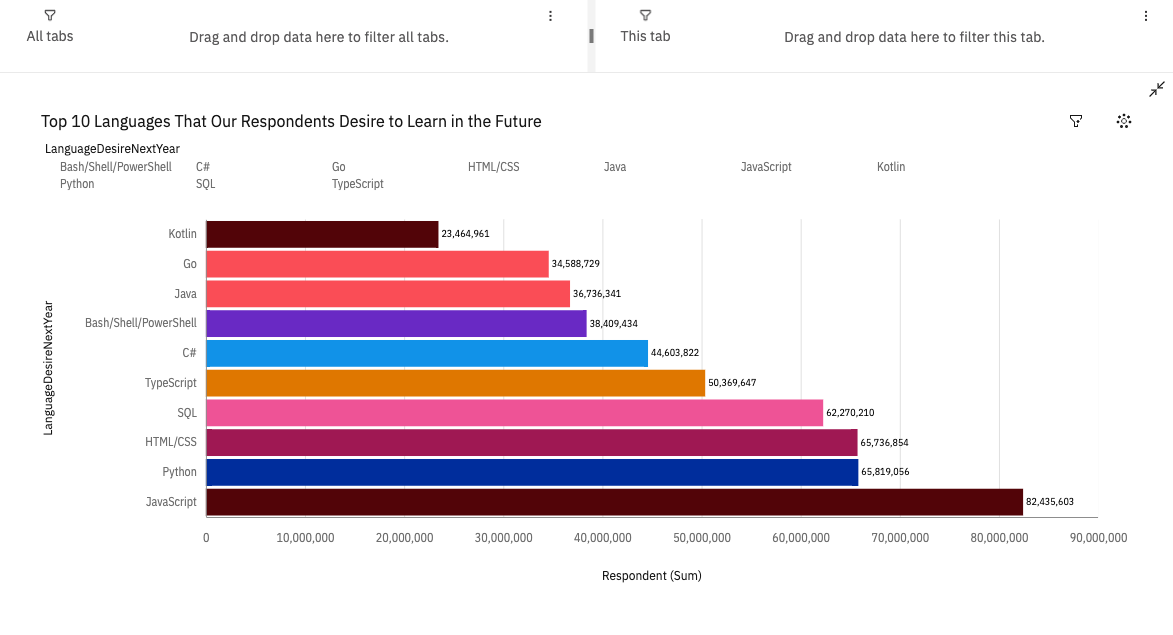 All tabs
Drag and drop data here to filter all tabs.
This tab
Drag and drop data here to filter this tab.
Top 10 Languages That Our Respondents Desire to Learn in the Future
LanguageDesireNextYear
Bash/Shell/PowerShell C# Go HTML/CSS Java JavaScript Kotlin
Python SQL TypeScript
LanguageDesireNextYear
Kotlin 23,464,961
Go 34,588,729
Java 36,736,341
Bash/Shell/PowerShell 38,409,434
C# 44,603,822
TypeScript 50,369,647
SQL 62,270,210
HTML/CSS 65,736,854
Python 65,819,056
JavaScript 82,435,603
0 10,000,000 20,000,000 30,000,000 40,000,000 50,000,000 60,000,000 70,000,000 80,000,000 90,000,000
Respondent (Sum)